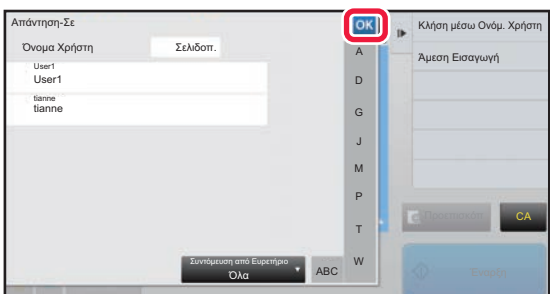 Απάντηση-Σε
OK
Όνομα Χρήστη
Σελιδοπ.
User1
User1
tianne
tianne
A
D
G
J
M
P
T
W
Συντόμευση από Ευρετήριο
Όλα
ABC
Κλήση μέσω Ονόμ. Χρήστη
Άμεση Εισαγωγή
CA
Έναρξη